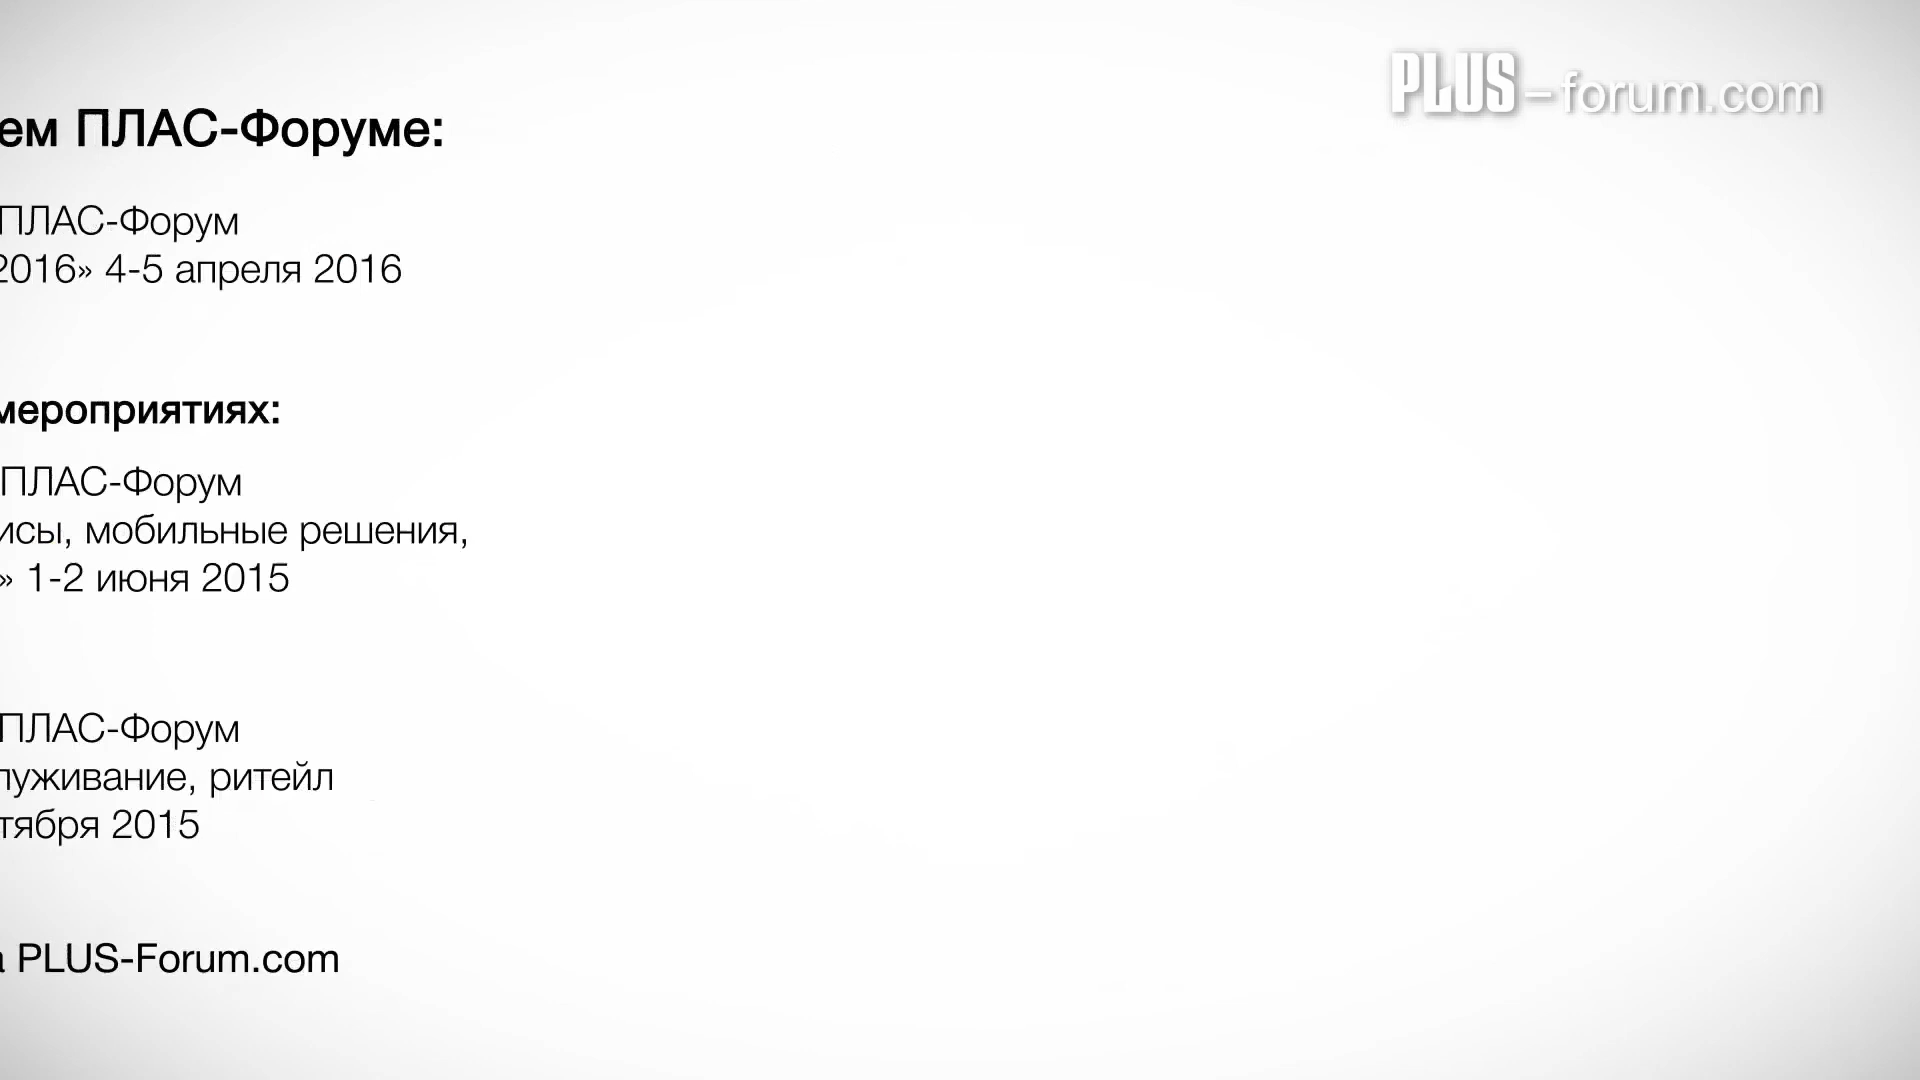 PLUS-forum.com
ем ПЛАС-Форуме:
ПЛАС-Форум
2016» 4-5 апреля 2016
мероприятиях:
ПЛАС-Форум
исы, мобильные решения,
» 1-2 июня 2015
ПЛАС-Форум
луживание, ритейл
тября 2015
а PLUS-Forum.com